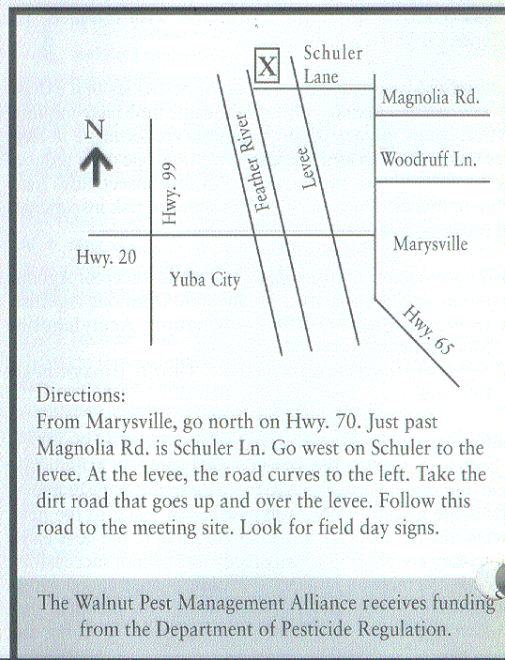 X
Schuler
Lane
Magnolia Rd.
N
Woodruff Ln.
Hwy. 99
Feather River
Levee
Marysville
Hwy. 20
Yuba City
Hwy. 65
Directions:
From Marysville, go north on Hwy. 70. Just past
Magnolia Rd. is Schuler Ln. Go west on Schuler to the
levee. At the levee, the road curves to the left. Take the
dirt road that goes up and over the levee. Follow this
road to the meeting site. Look for field day signs.
The Walnut Pest Management Alliance receives funding
from the Department of Pesticide Regulation.